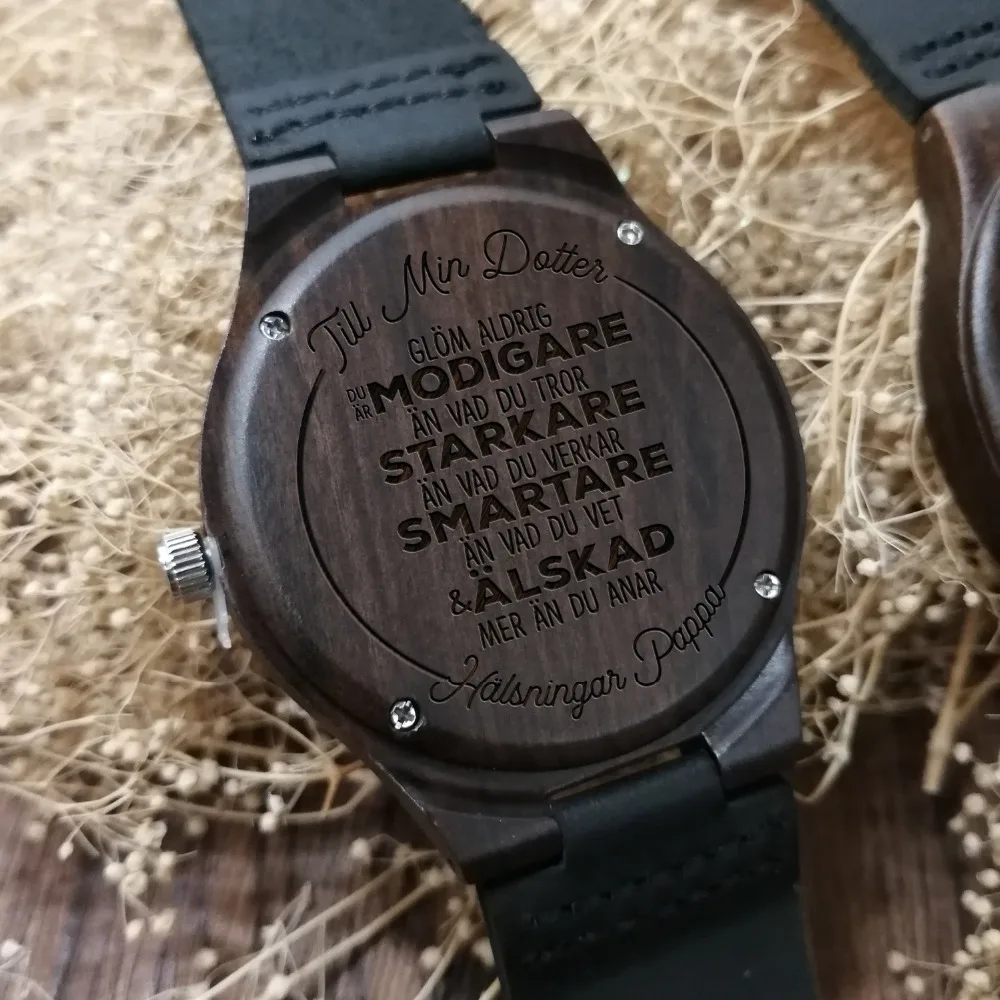 Till Min Dotter
GLÖM ALDRIG
DU ÄR MODIGARE
ÄN VAD DU TROR
STARKARE
ÄN VAD DU VERKAR
SMARTARE
ÄN VAD DU VET
& ÄLSKAD
MER ÄN DU ANAR
Hälsningar Pappa